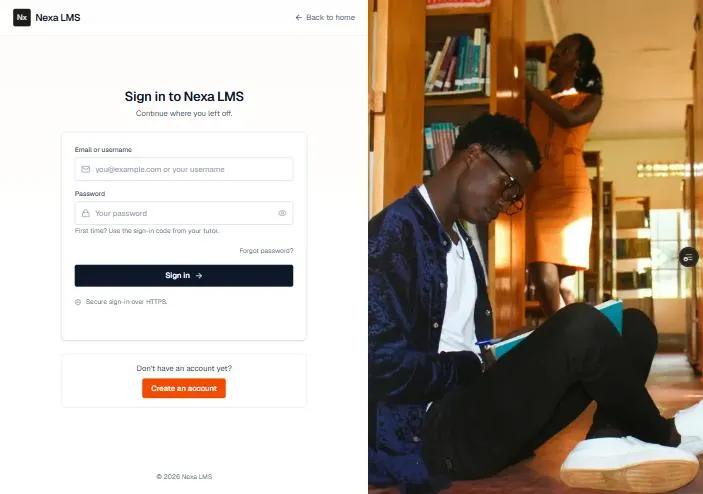 Nx Nexa LMS
← Back to home
Sign in to Nexa LMS
Continue where you left off.
Email or username
you@example.com or your username
Password
Your password
First time? Use the sign-in code from your tutor.
Forgot password?
Sign in →
Secure sign-in over HTTPS.
Don't have an account yet?
Create an account
© 2026 Nexa LMS